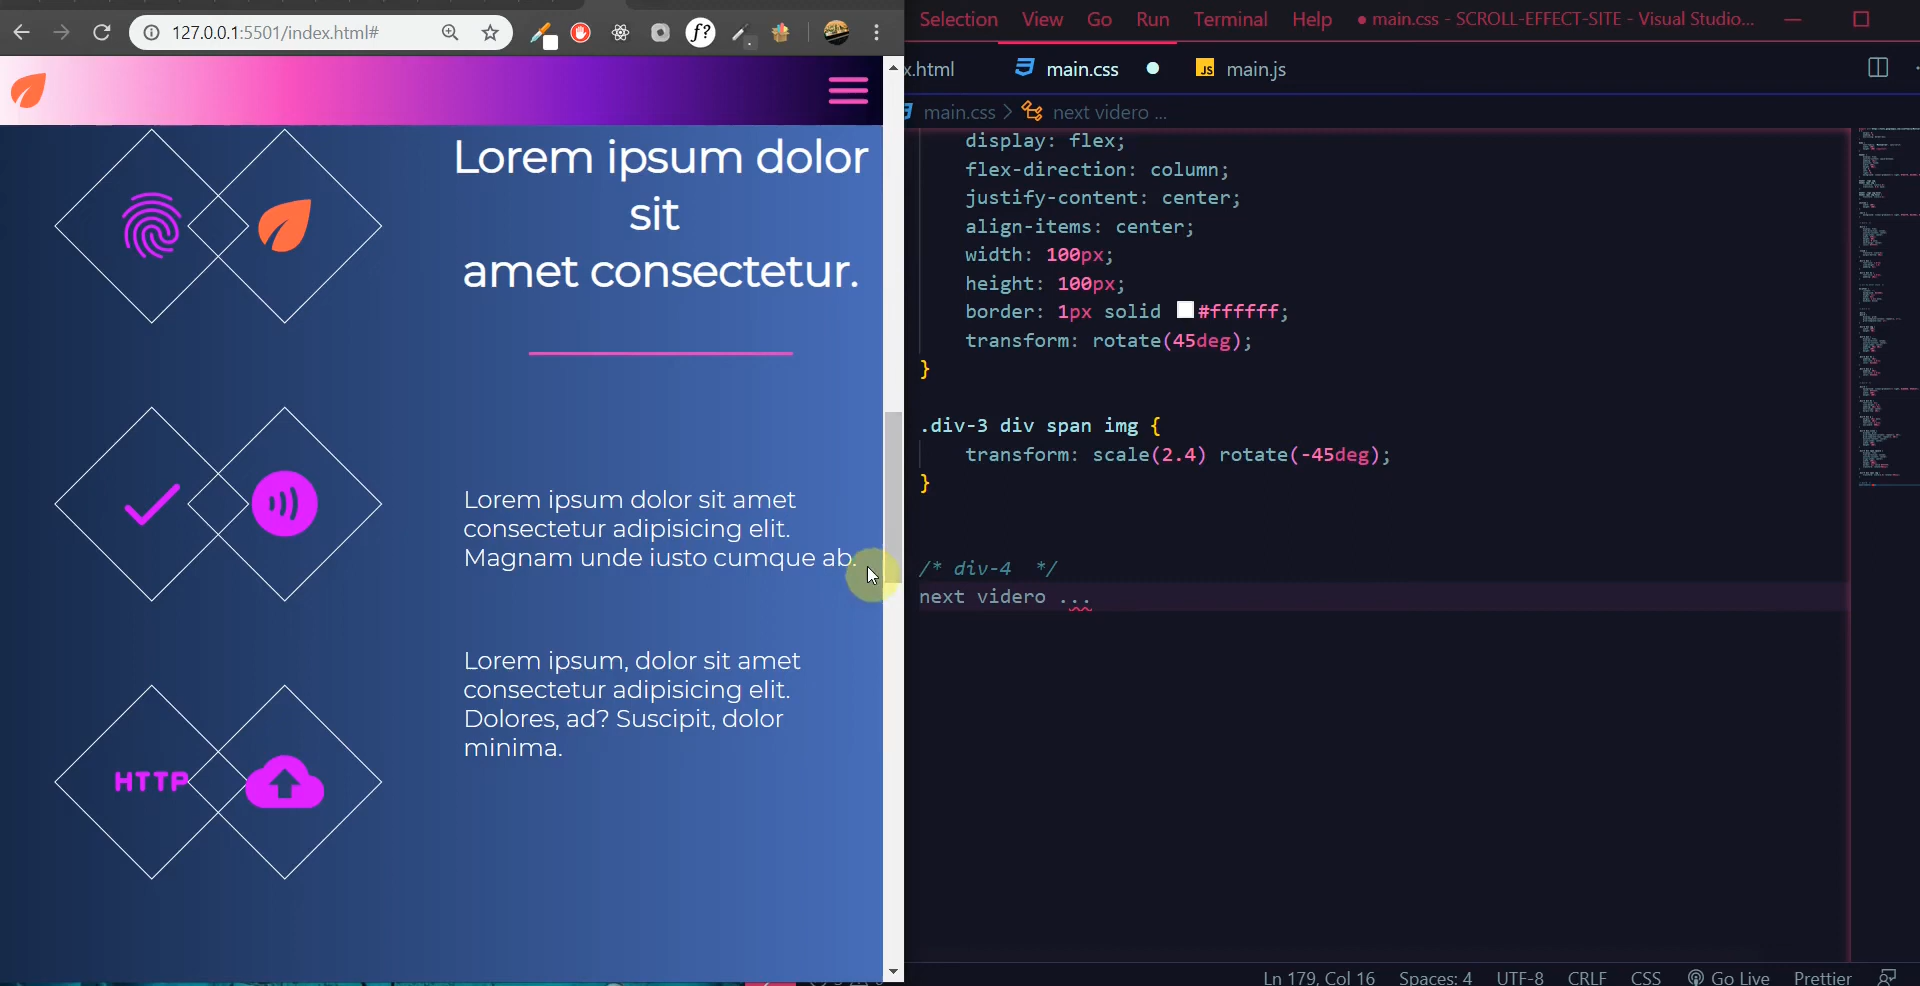 127.0.0.1:5501/index.html#
f?
Lorem ipsum dolor
sit
amet consectetur.
Lorem ipsum dolor sit amet
consectetur adipisicing elit.
Magnam unde iusto cumque ab.
Lorem ipsum, dolor sit amet
consectetur adipisicing elit.
Dolores, ad? Suscipit, dolor
minima.
HTTP
Selection View Go Run Terminal Help ● main.css - SCROLL-EFFECT-SITE - Visual Studio...
x.html main.css JS main.js
main.css > next videro ...
display: flex;
flex-direction: column;
justify-content: center;
align-items: center;
width: 100px;
height: 100px;
border: 1px solid #ffffff;
transform: rotate(45deg);
}
.div-3 div span img {
transform: scale(2.4) rotate(-45deg);
}
/* div-4  */
next videro ...
Ln 179, Col 16 Spaces: 4 UTF-8 CRLF CSS Go Live Prettier